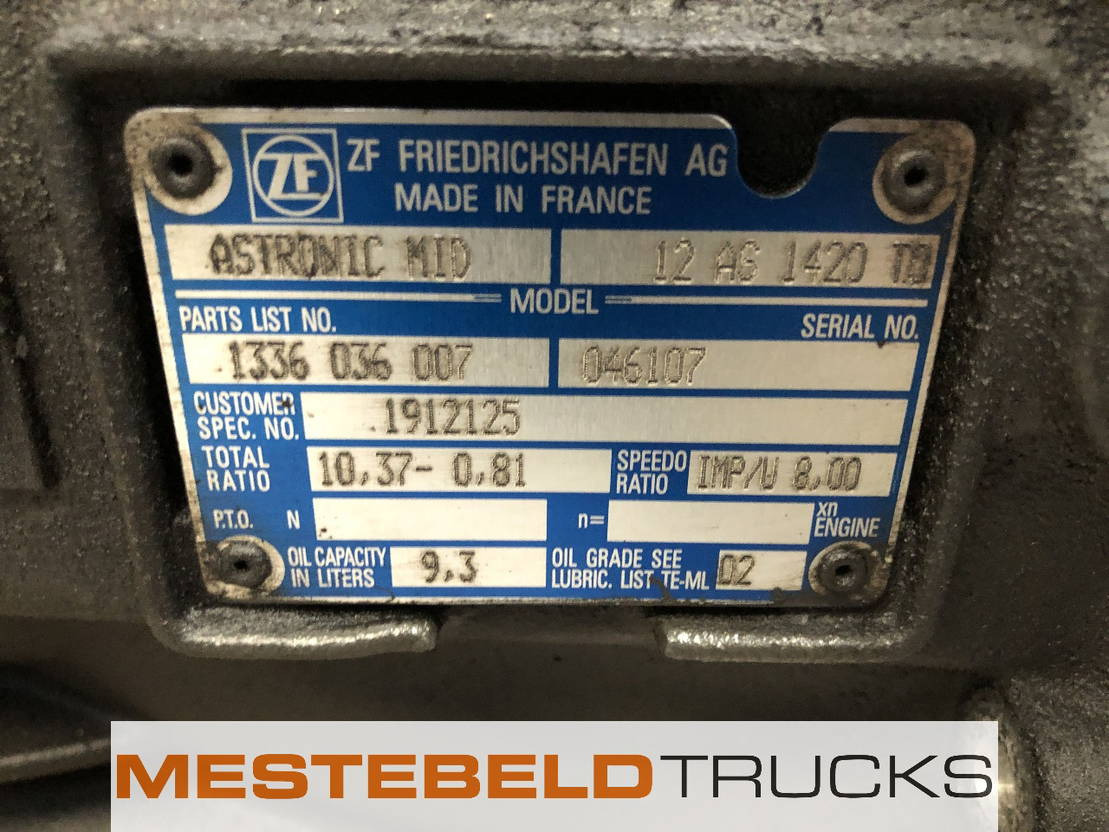 ZF ZF FRIEDRICHSHAFEN AG
MADE IN FRANCE
ASTRONIC MID 12 AS 1420 TD
MODEL
PARTS LIST NO. SERIAL NO.
1336 036 007 046107
CUSTOMER SPEC. NO. 1912125
TOTAL RATIO 10,37- 0,81 SPEEDO RATIO IMP/U 8,00
P.T.O. N n= xn ENGINE
OIL CAPACITY IN LITERS 9,3 OIL GRADE SEE LUBRIC. LIST TE-ML 02
MESTEBELDTRUCKS